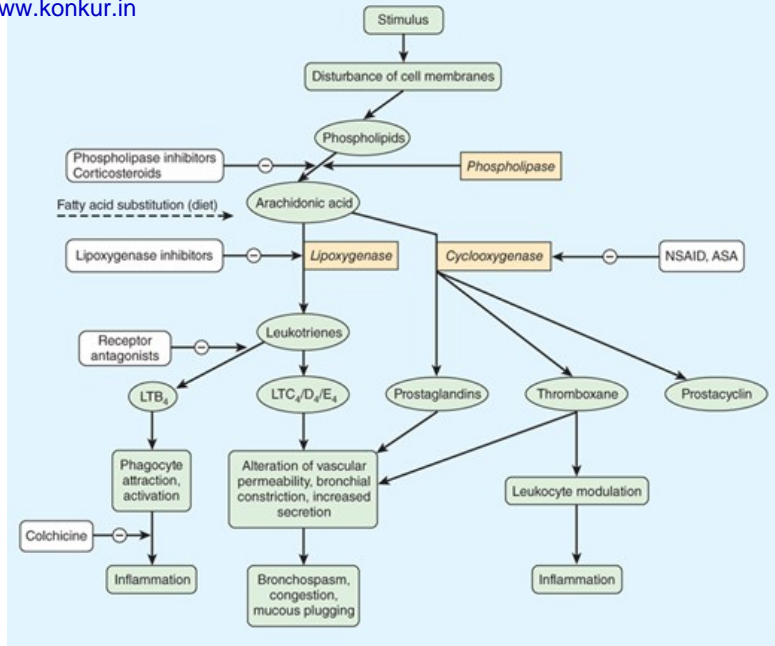 ww.konkur.in
Stimulus
Disturbance of cell membranes
Phospholipids
Phospholipase inhibitors
Corticosteroids
Phospholipase
Arachidonic acid
Fatty acid substitution (diet)
Lipoxygenase inhibitors
Lipoxygenase
Cyclooxygenase
NSAID, ASA
Leukotrienes
Receptor
antagonists
LTB₄
LTC₄/D₄/E₄
Prostaglandins
Thromboxane
Prostacyclin
Phagocyte
attraction,
activation
Alteration of vascular
permeability, bronchial
constriction, increased
secretion
Leukocyte modulation
Colchicine
Inflammation
Bronchospasm,
congestion,
mucous plugging
Inflammation